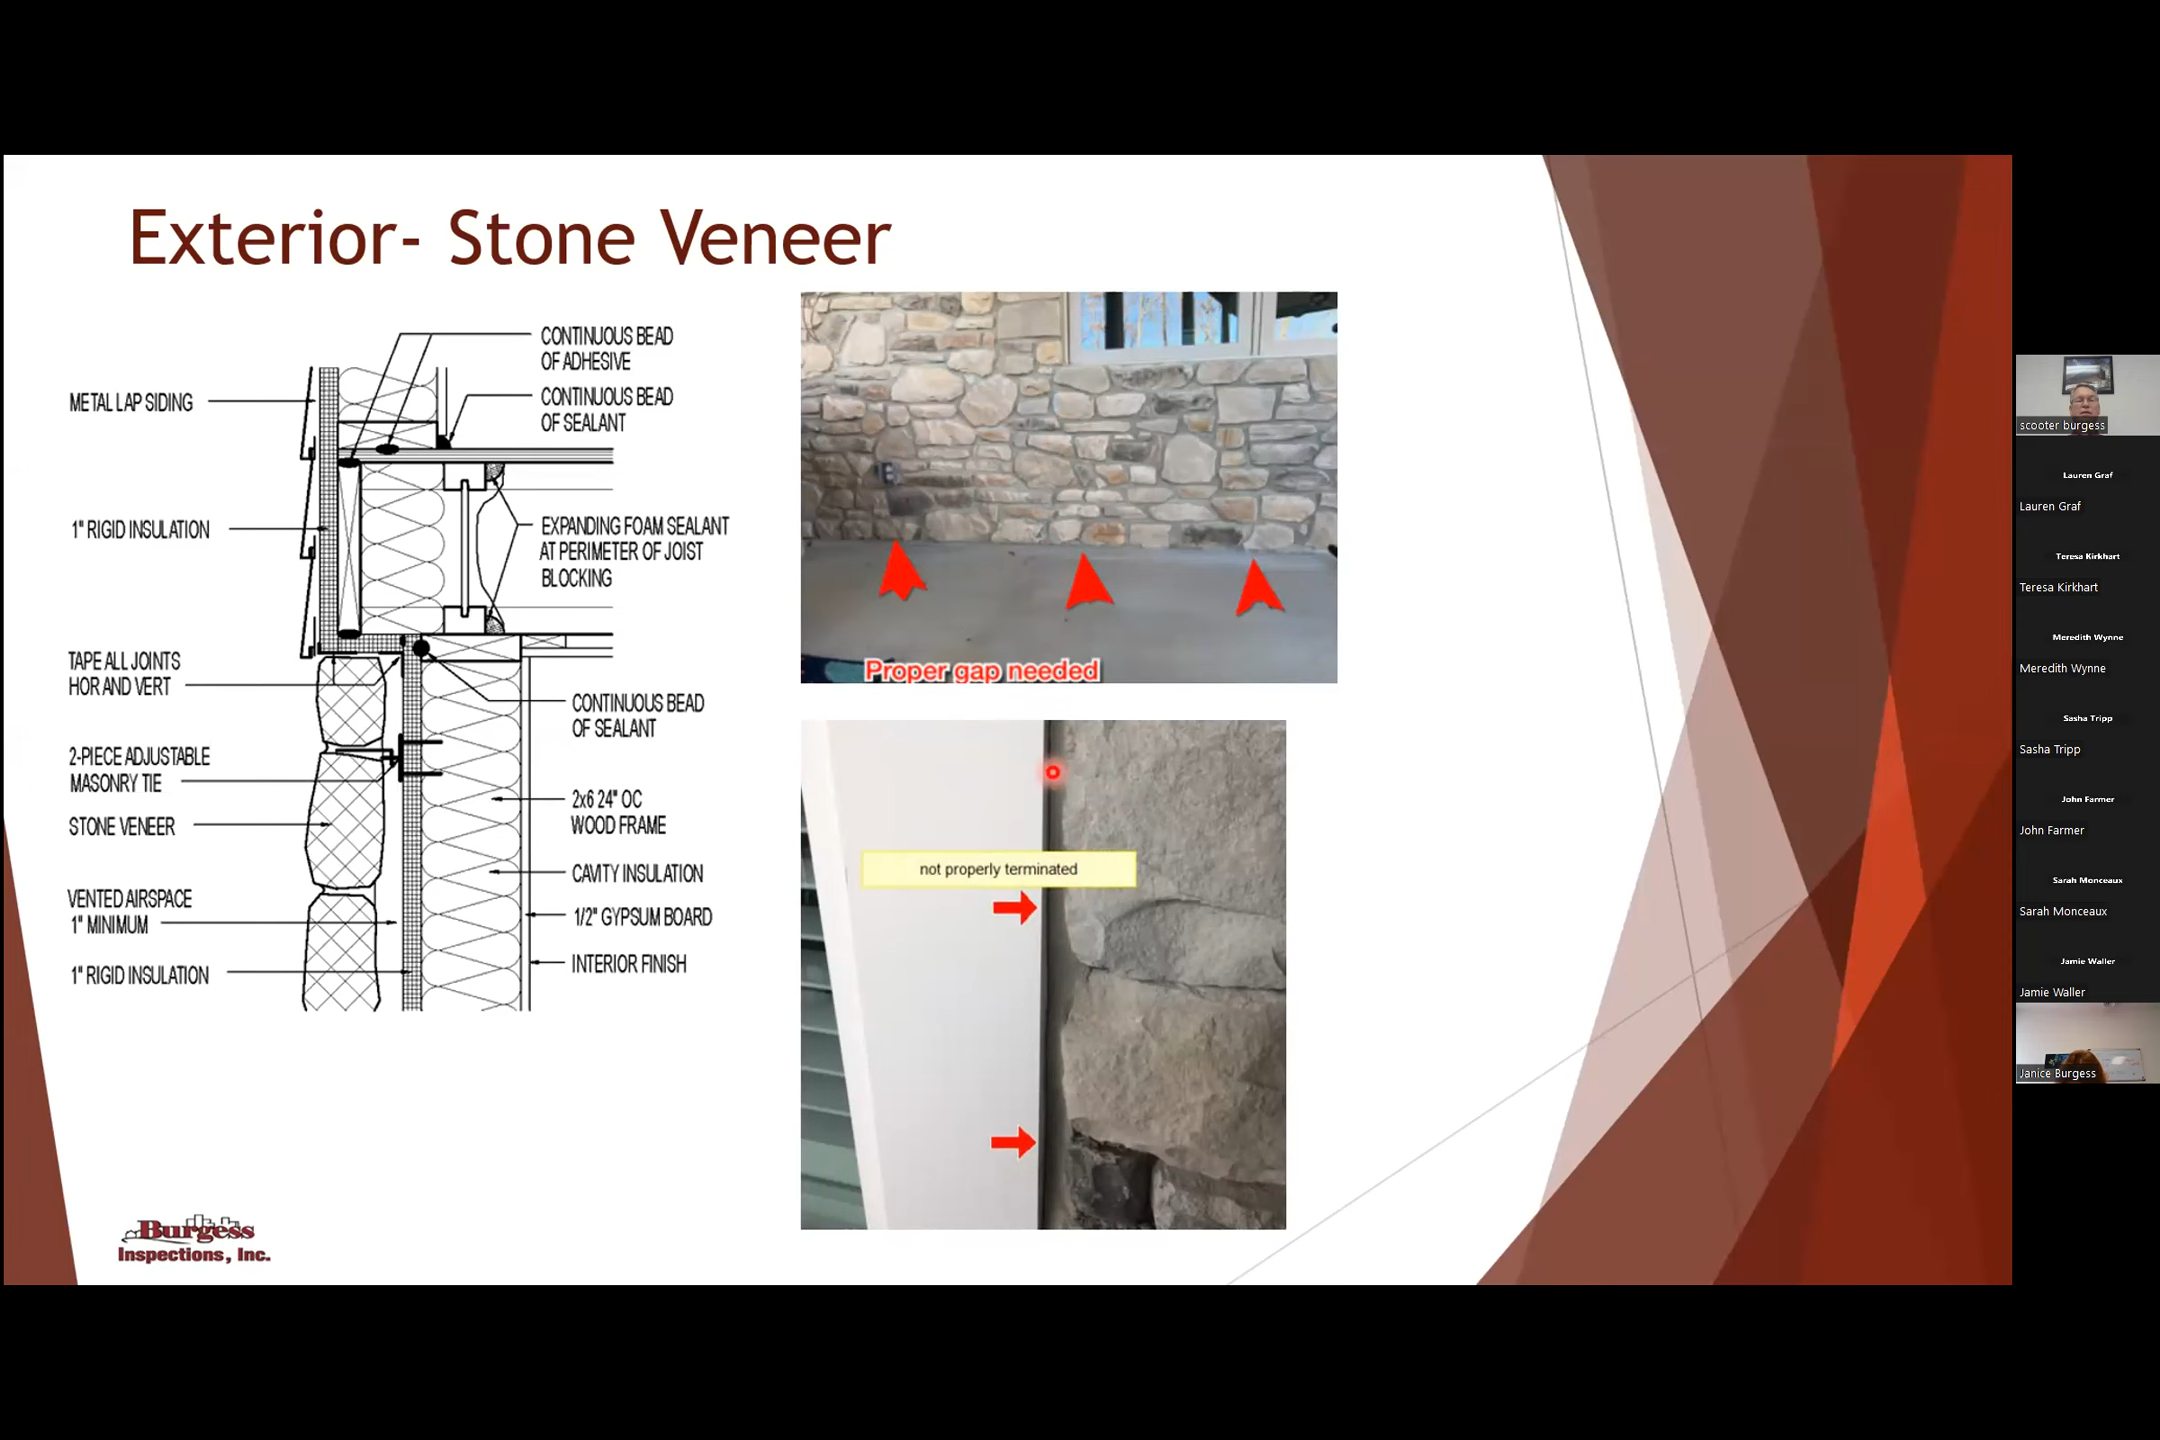 Exterior- Stone Veneer
CONTINUOUS BEAD
OF ADHESIVE
CONTINUOUS BEAD
OF SEALANT
METAL LAP SIDING
1" RIGID INSULATION
EXPANDING FOAM SEALANT
AT PERIMETER OF JOIST
BLOCKING
TAPE ALL JOINTS
HOR AND VERT
CONTINUOUS BEAD
OF SEALANT
2-PIECE ADJUSTABLE
MASONRY TIE
2x6 24" OC
WOOD FRAME
STONE VENEER
CAVITY INSULATION
VENTED AIRSPACE
1" MINIMUM
1/2" GYPSUM BOARD
INTERIOR FINISH
1" RIGID INSULATION
Proper gap needed
not properly terminated
Burgess
Inspections, Inc.
scooter burgess
Lauren Graf
Lauren Graf
Teresa Kirkhart
Teresa Kirkhart
Meredith Wynne
Meredith Wynne
Sasha Tripp
Sasha Tripp
John Farmer
John Farmer
Sarah Monceaux
Sarah Monceaux
Jamie Waller
Jamie Waller
Janice Burgess